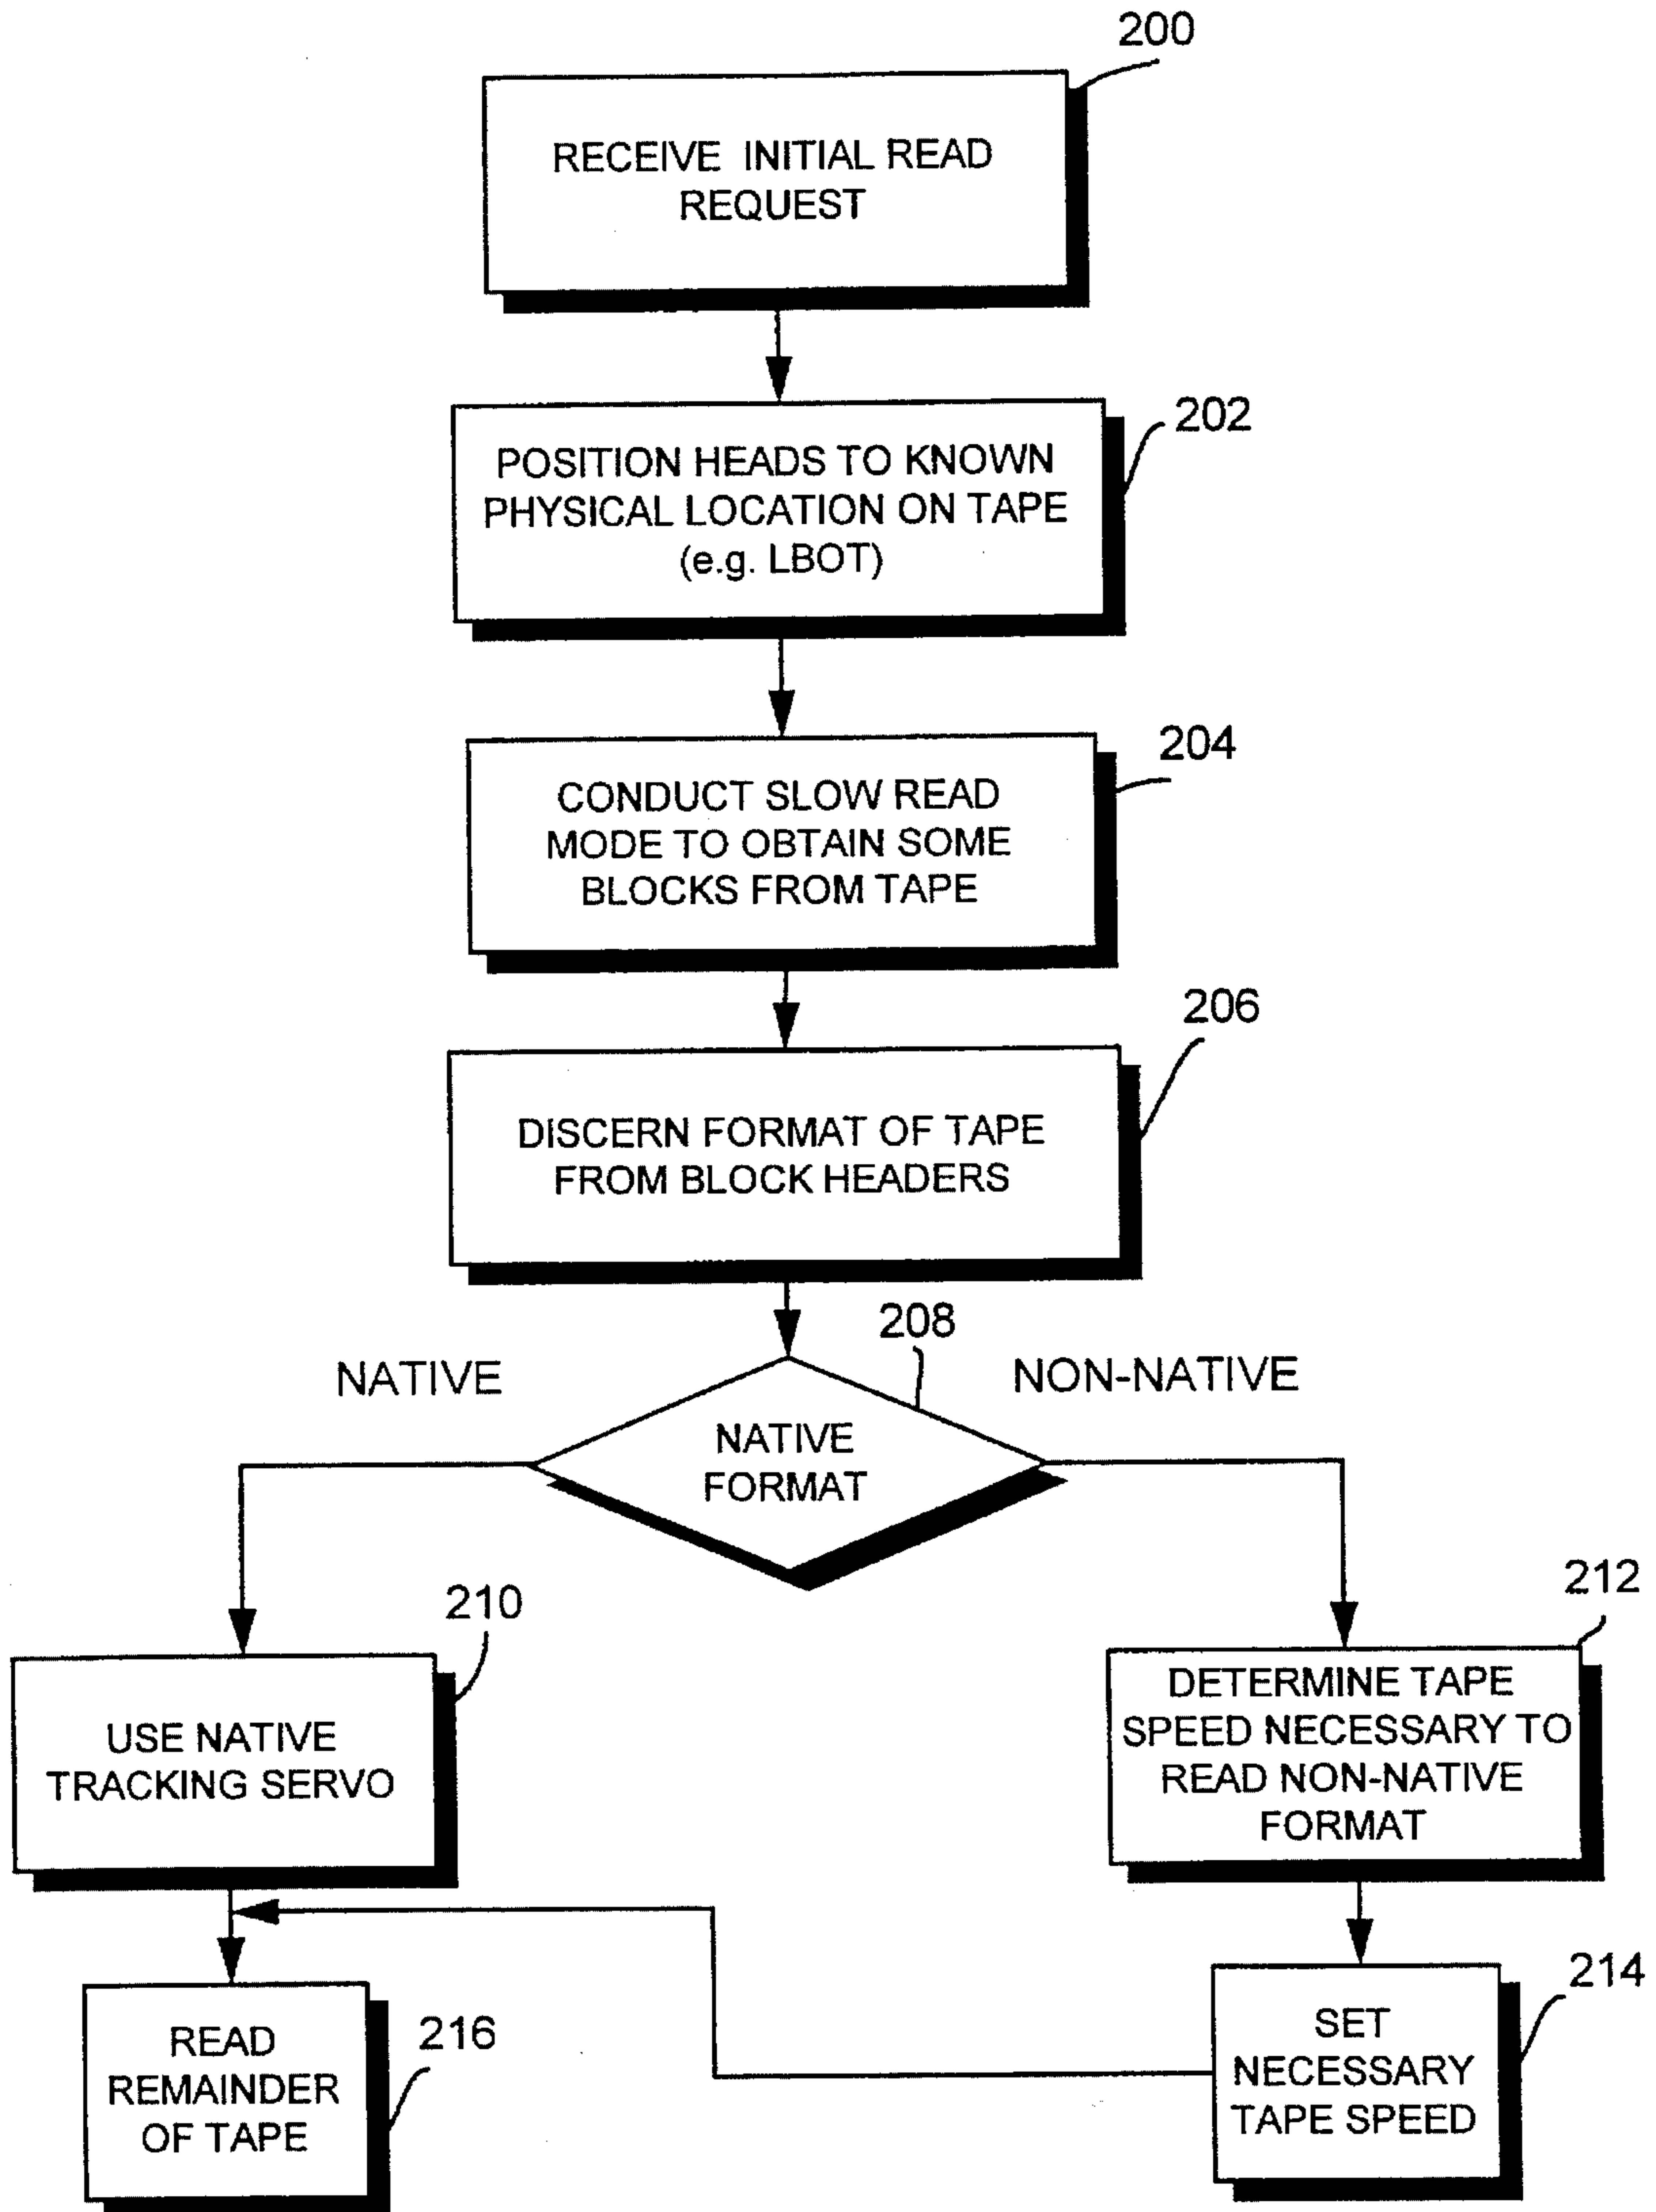 200
RECEIVE INITIAL READ
REQUEST
202
POSITION HEADS TO KNOWN
PHYSICAL LOCATION ON TAPE
(e.g. LBOT)
204
CONDUCT SLOW READ
MODE TO OBTAIN SOME
BLOCKS FROM TAPE
206
DISCERN FORMAT OF TAPE
FROM BLOCK HEADERS
208
NATIVE
NON-NATIVE
NATIVE
FORMAT
210
USE NATIVE
TRACKING SERVO
212
DETERMINE TAPE
SPEED NECESSARY TO
READ NON-NATIVE
FORMAT
214
SET
NECESSARY
TAPE SPEED
216
READ
REMAINDER
OF TAPE